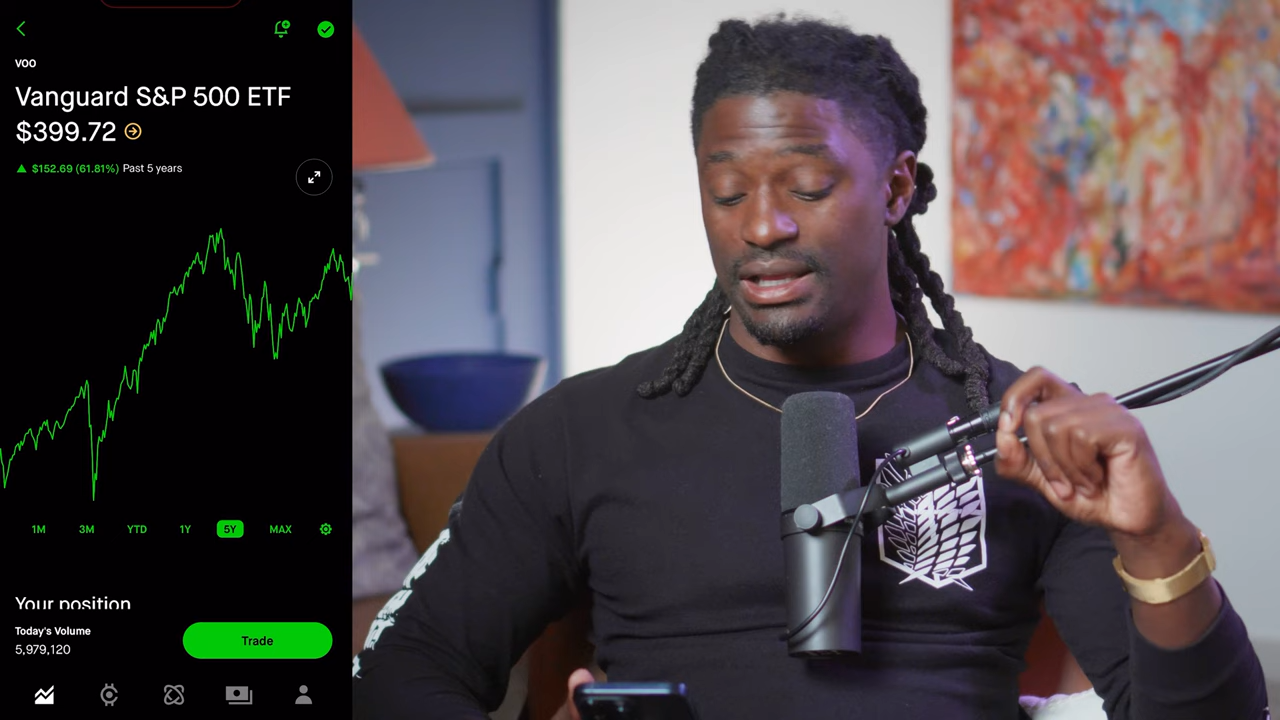 VOO
Vanguard S&P 500 ETF
$399.72
$152.69 (61.81%) Past 5 years
1M 3M YTD 1Y 5Y MAX
Your position
Today's Volume
5,979,120
Trade